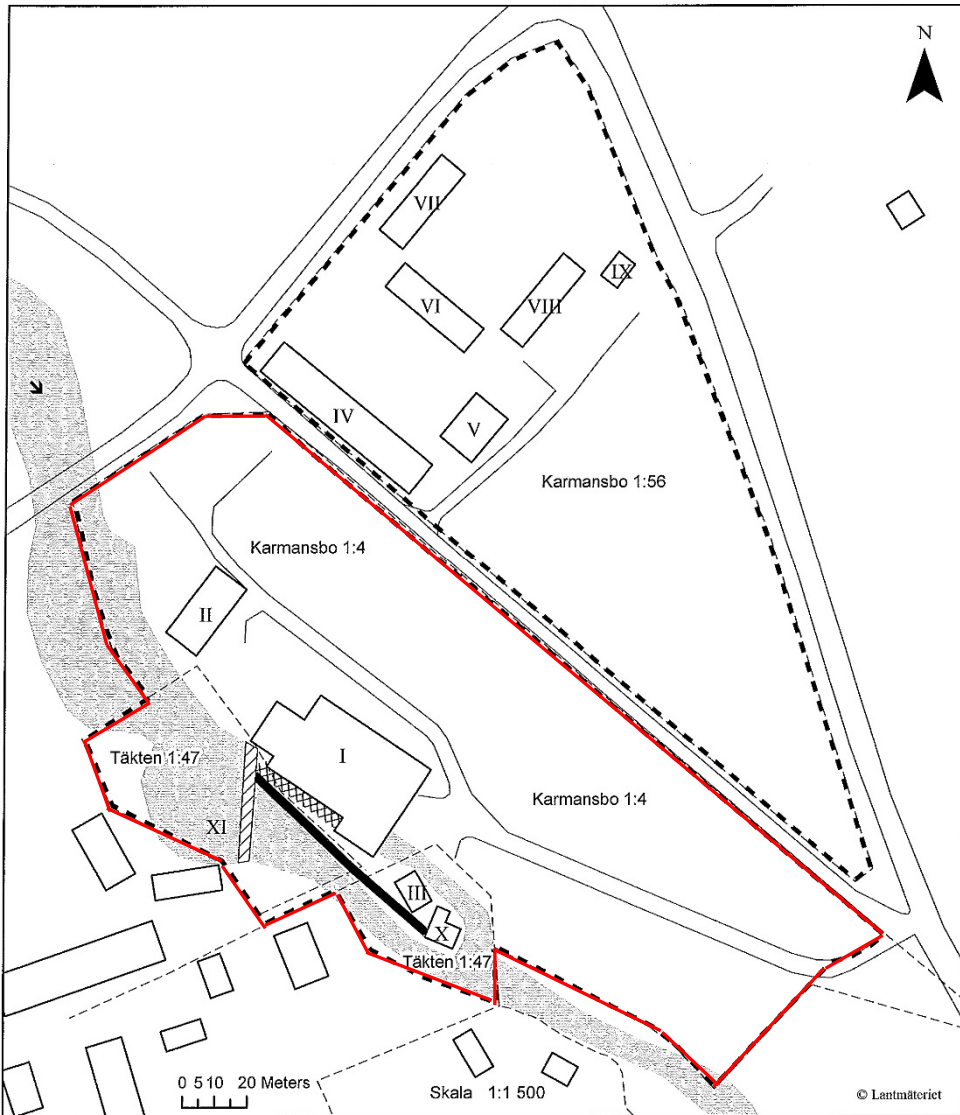 N
VII
IX
VI
VIII
IV
V
Karmansbo 1:56
Karmansbo 1:4
II
I
Täkten 1:47
Karmansbo 1:4
XI
III
X
Täkten 1:47
0 5 10 20 Meters
Skala 1:1 500
© Lantmäteriet